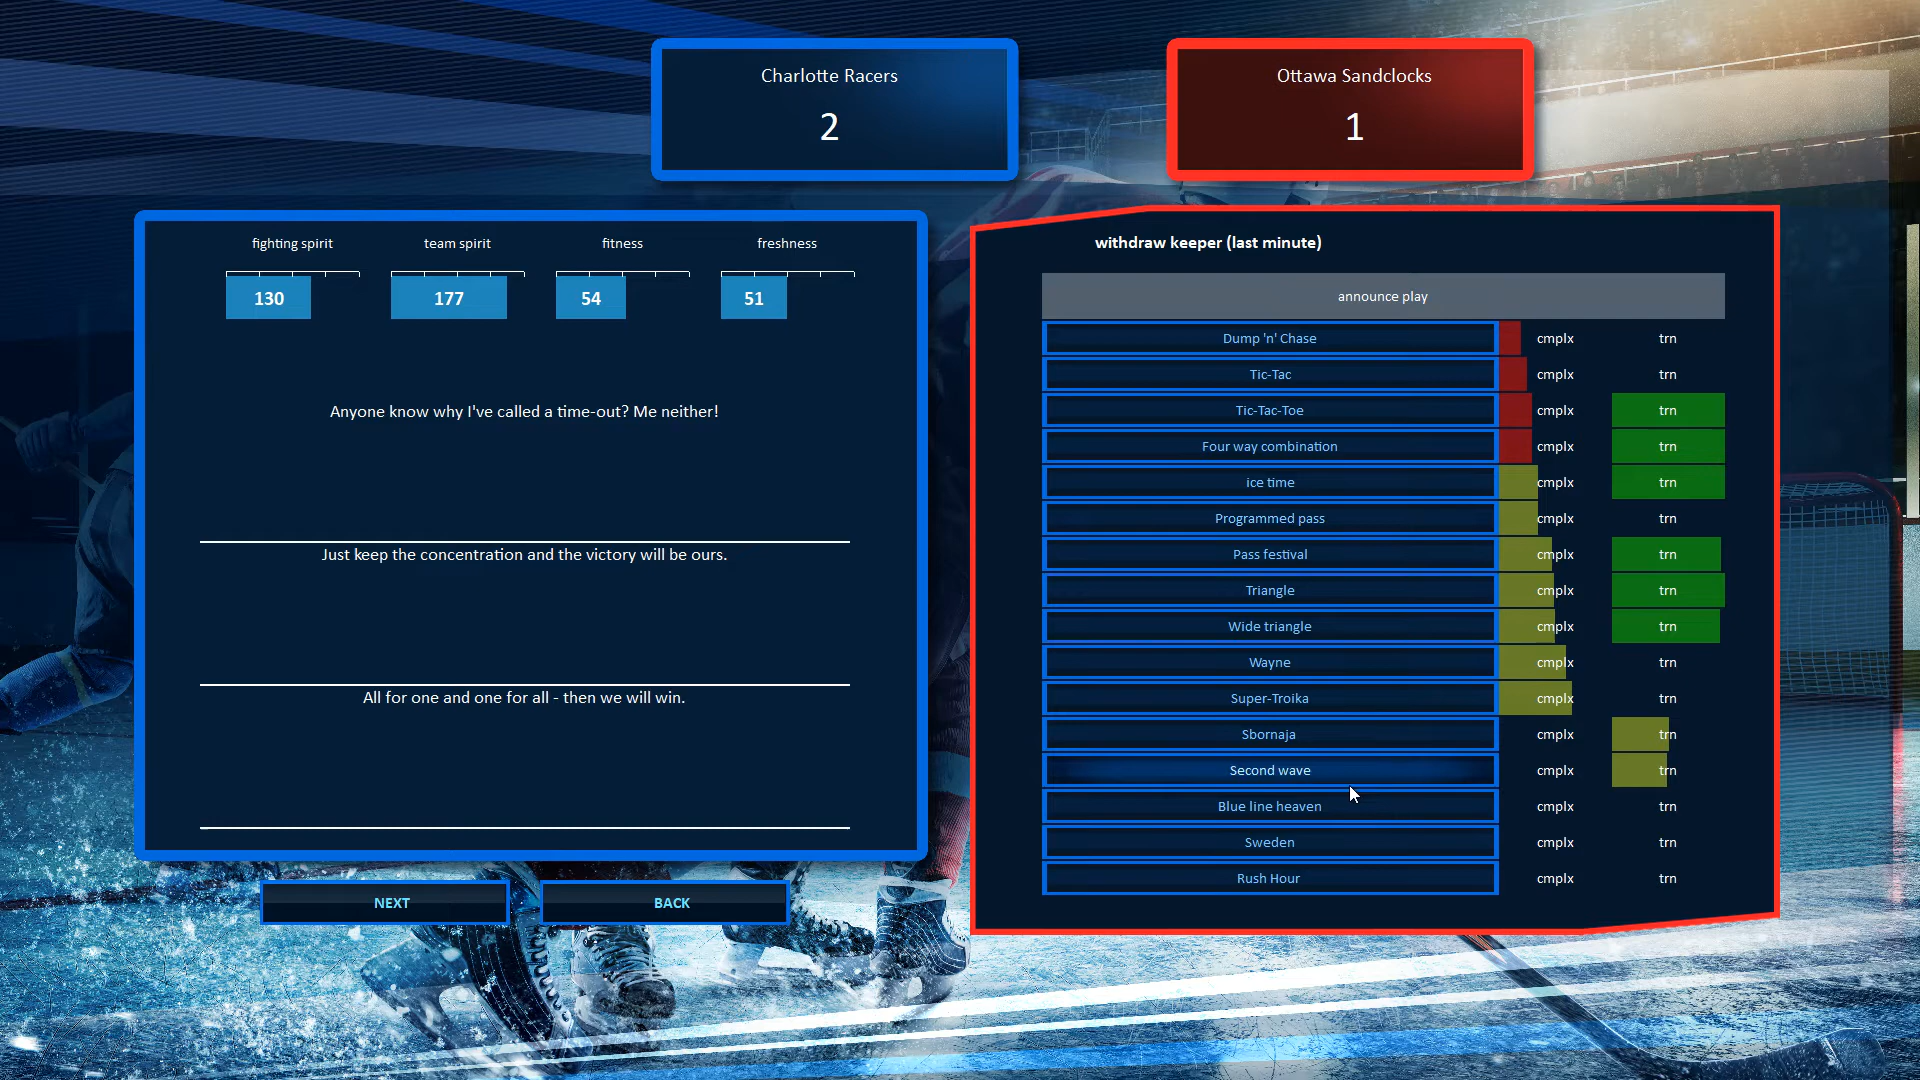 Charlotte Racers
2
Ottawa Sandclocks
1
fighting spirit team spirit fitness freshness
130 177 54 51
Anyone know why I've called a time-out? Me neither!
Just keep the concentration and the victory will be ours.
All for one and one for all - then we will win.
NEXT BACK
withdraw keeper (last minute)
announce play
Dump 'n' Chase cmplx trn
Tic-Tac cmplx trn
Tic-Tac-Toe cmplx trn
Four way combination cmplx trn
ice time cmplx trn
Programmed pass cmplx trn
Pass festival cmplx trn
Triangle cmplx trn
Wide triangle cmplx trn
Wayne cmplx trn
Super-Troika cmplx trn
Sbornaja cmplx trn
Second wave cmplx trn
Blue line heaven cmplx trn
Sweden cmplx trn
Rush Hour cmplx trn